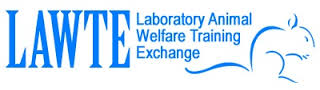 LAWTE
Laboratory Animal
Welfare Training
Exchange